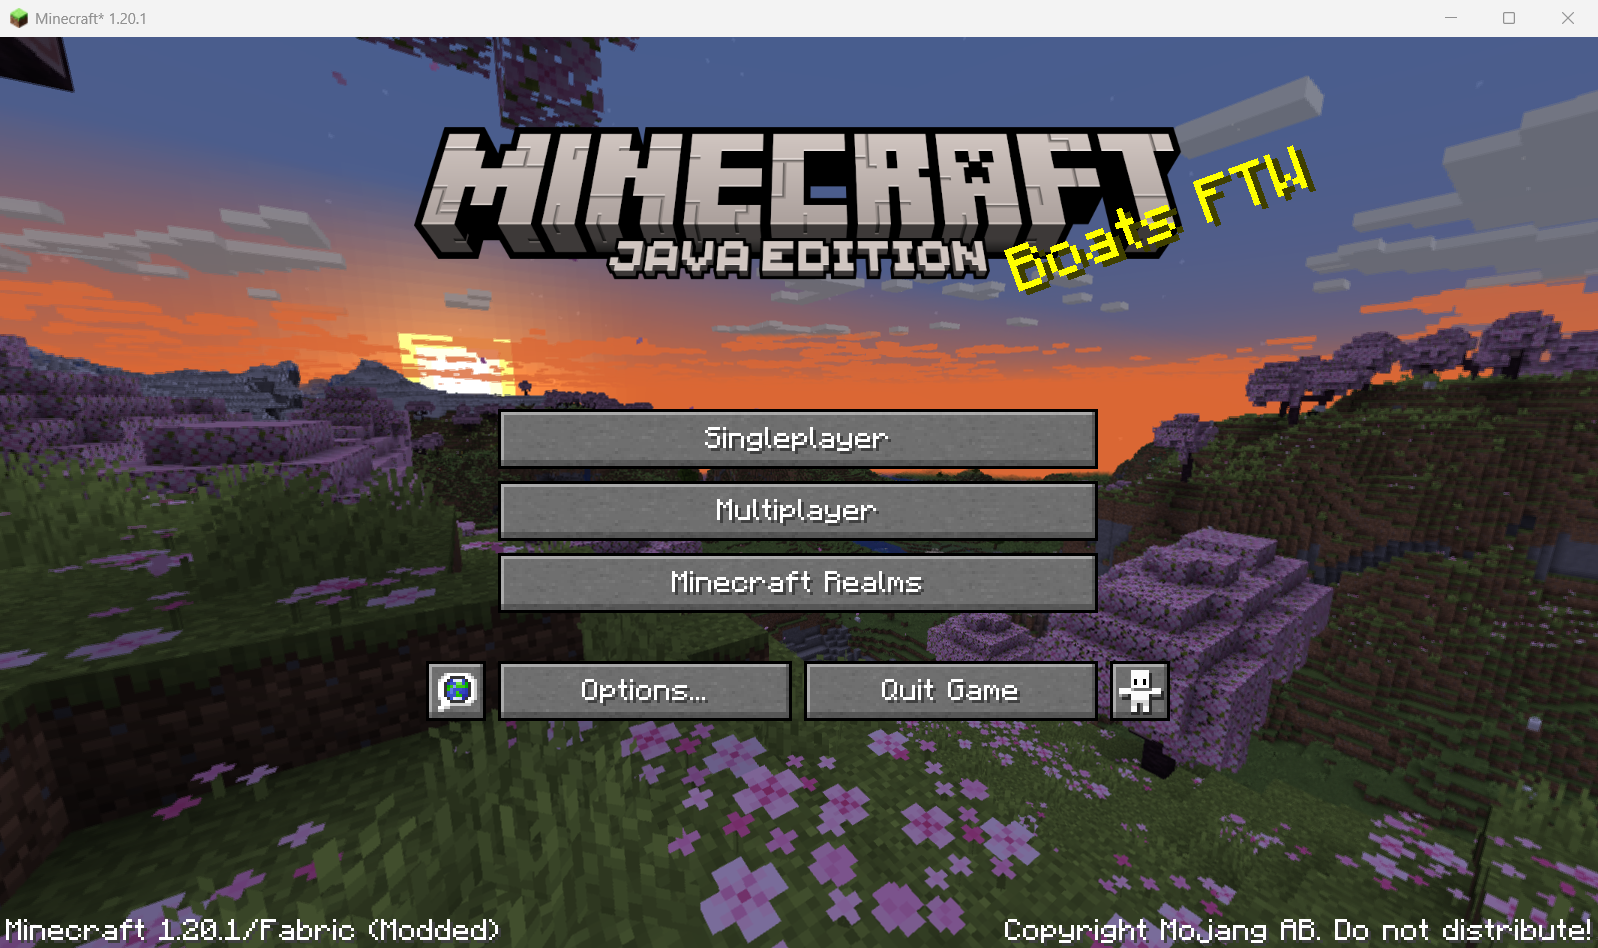 Minecraft* 1.20.1
MINECRAFT
JAVA EDITION
Boats FTW
Singleplayer
Multiplayer
Minecraft Realms
Options...
Quit Game
Minecraft 1.20.1/Fabric (Modded)
Copyright Mojang AB. Do not distribute!